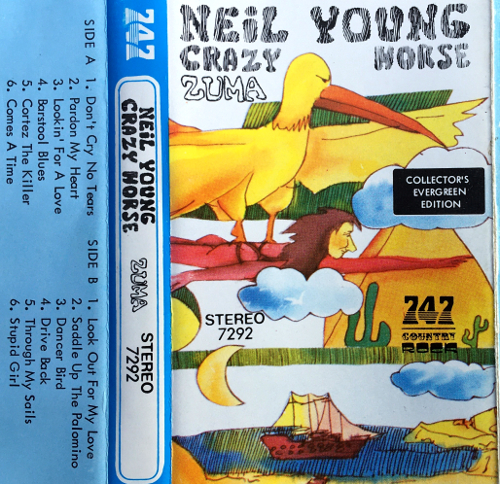 SIDE A
1. Don't Cry No Tears
2. Pardon My Heart
3. Lookin' For A Love
4. Barstool Blues
5. Cortez The Killer
6. Comes A Time
SIDE B
1. Look Out For My Love
2. Saddle Up The Palomino
3. Dancer Bird
4. Drive Back
5. Through My Sails
6. Stupid Girl
747
NEIL YOUNG
CRAZY HORSE
ZUMA
STEREO
7292
NEIL YOUNG
CRAZY HORSE
ZUMA
COLLECTOR'S
EVERGREEN
EDITION
STEREO
7292
747
COUNTRY
ROCK